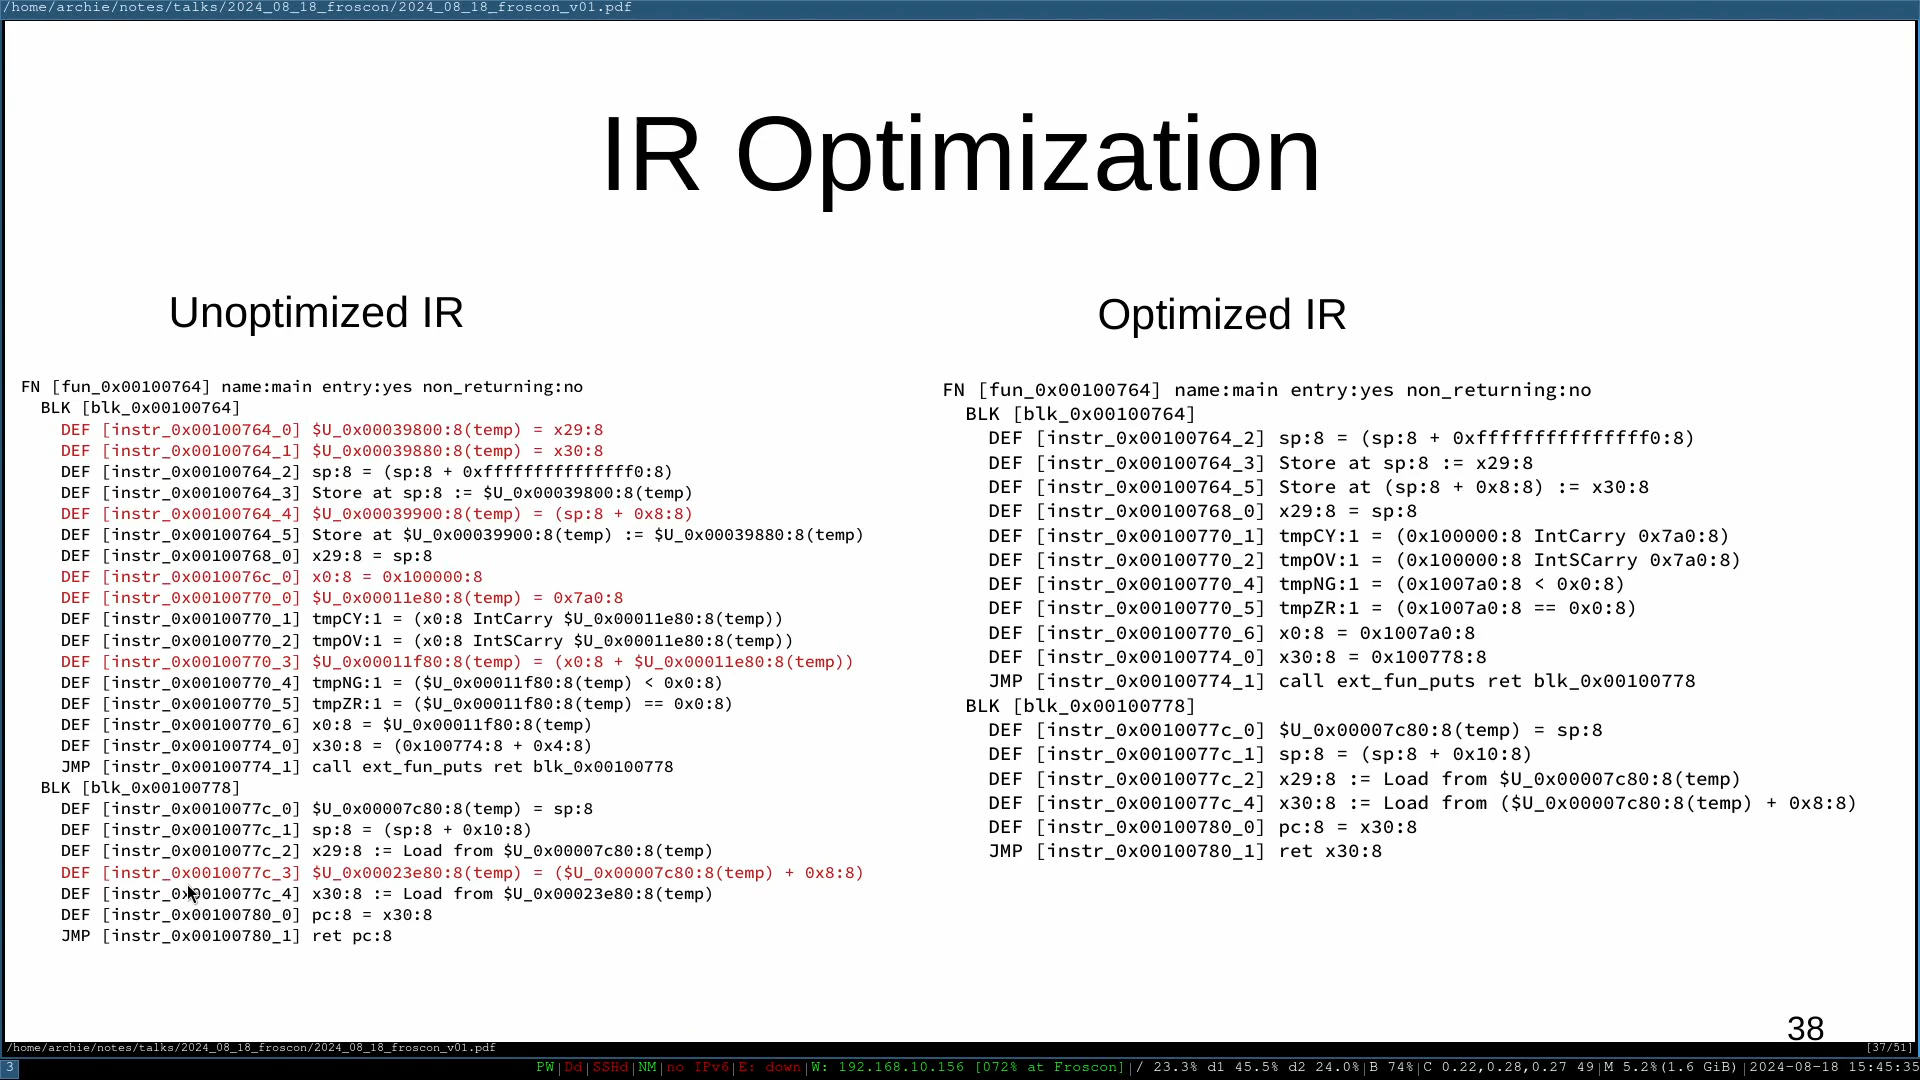 /home/archie/notes/talks/2024_08_18_froscon/2024_08_18_froscon_v01.pdf
IR Optimization
Unoptimized IR
FN [fun_0x00100764] name:main entry:yes non_returning:no
BLK [blk_0x00100764]
DEF [instr_0x00100764_0] $U_0x00039800:8(temp) = x29:8
DEF [instr_0x00100764_1] $U_0x00039880:8(temp) = x30:8
DEF [instr_0x00100764_2] sp:8 = (sp:8 + 0xfffffffffffffff0:8)
DEF [instr_0x00100764_3] Store at sp:8 := $U_0x00039800:8(temp)
DEF [instr_0x00100764_4] $U_0x00039900:8(temp) = (sp:8 + 0x8:8)
DEF [instr_0x00100764_5] Store at $U_0x00039900:8(temp) := $U_0x00039880:8(temp)
DEF [instr_0x00100768_0] x29:8 = sp:8
DEF [instr_0x0010076c_0] x0:8 = 0x100000:8
DEF [instr_0x00100770_0] $U_0x00011e80:8(temp) = 0x7a0:8
DEF [instr_0x00100770_1] tmpCY:1 = (x0:8 IntCarry $U_0x00011e80:8(temp))
DEF [instr_0x00100770_2] tmpOV:1 = (x0:8 IntSCarry $U_0x00011e80:8(temp))
DEF [instr_0x00100770_3] $U_0x00011f80:8(temp) = (x0:8 + $U_0x00011e80:8(temp))
DEF [instr_0x00100770_4] tmpNG:1 = ($U_0x00011f80:8(temp) < 0x0:8)
DEF [instr_0x00100770_5] tmpZR:1 = ($U_0x00011f80:8(temp) == 0x0:8)
DEF [instr_0x00100770_6] x0:8 = $U_0x00011f80:8(temp)
DEF [instr_0x00100774_0] x30:8 = (0x100774:8 + 0x4:8)
JMP [instr_0x00100774_1] call ext_fun_puts ret blk_0x00100778
BLK [blk_0x00100778]
DEF [instr_0x0010077c_0] $U_0x00007c80:8(temp) = sp:8
DEF [instr_0x0010077c_1] sp:8 = (sp:8 + 0x10:8)
DEF [instr_0x0010077c_2] x29:8 := Load from $U_0x00007c80:8(temp)
DEF [instr_0x0010077c_3] $U_0x00023e80:8(temp) = ($U_0x00007c80:8(temp) + 0x8:8)
DEF [instr_0x0010077c_4] x30:8 := Load from $U_0x00023e80:8(temp)
DEF [instr_0x00100780_0] pc:8 = x30:8
JMP [instr_0x00100780_1] ret pc:8
Optimized IR
FN [fun_0x00100764] name:main entry:yes non_returning:no
BLK [blk_0x00100764]
DEF [instr_0x00100764_2] sp:8 = (sp:8 + 0xfffffffffffffff0:8)
DEF [instr_0x00100764_3] Store at sp:8 := x29:8
DEF [instr_0x00100764_5] Store at (sp:8 + 0x8:8) := x30:8
DEF [instr_0x00100768_0] x29:8 = sp:8
DEF [instr_0x00100770_1] tmpCY:1 = (0x100000:8 IntCarry 0x7a0:8)
DEF [instr_0x00100770_2] tmpOV:1 = (0x100000:8 IntSCarry 0x7a0:8)
DEF [instr_0x00100770_4] tmpNG:1 = (0x1007a0:8 < 0x0:8)
DEF [instr_0x00100770_5] tmpZR:1 = (0x1007a0:8 == 0x0:8)
DEF [instr_0x00100770_6] x0:8 = 0x1007a0:8
DEF [instr_0x00100774_0] x30:8 = 0x100778:8
JMP [instr_0x00100774_1] call ext_fun_puts ret blk_0x00100778
BLK [blk_0x00100778]
DEF [instr_0x0010077c_0] $U_0x00007c80:8(temp) = sp:8
DEF [instr_0x0010077c_1] sp:8 = (sp:8 + 0x10:8)
DEF [instr_0x0010077c_2] x29:8 := Load from $U_0x00007c80:8(temp)
DEF [instr_0x0010077c_4] x30:8 := Load from ($U_0x00007c80:8(temp) + 0x8:8)
DEF [instr_0x00100780_0] pc:8 = x30:8
JMP [instr_0x00100780_1] ret x30:8
38
/home/archie/notes/talks/2024_08_18_froscon/2024_08_18_froscon_v01.pdf [37/51]
3 PW|Dd|SSHd|NM|no IPv6|E: down|W: 192.168.10.156 [072% at Froscon]|/ 23.3% d1 45.5% d2 24.0%|B 74%|C 0.22,0.28,0.27 49|M 5.2%(1.6 GiB)|2024-08-18 15:45:35